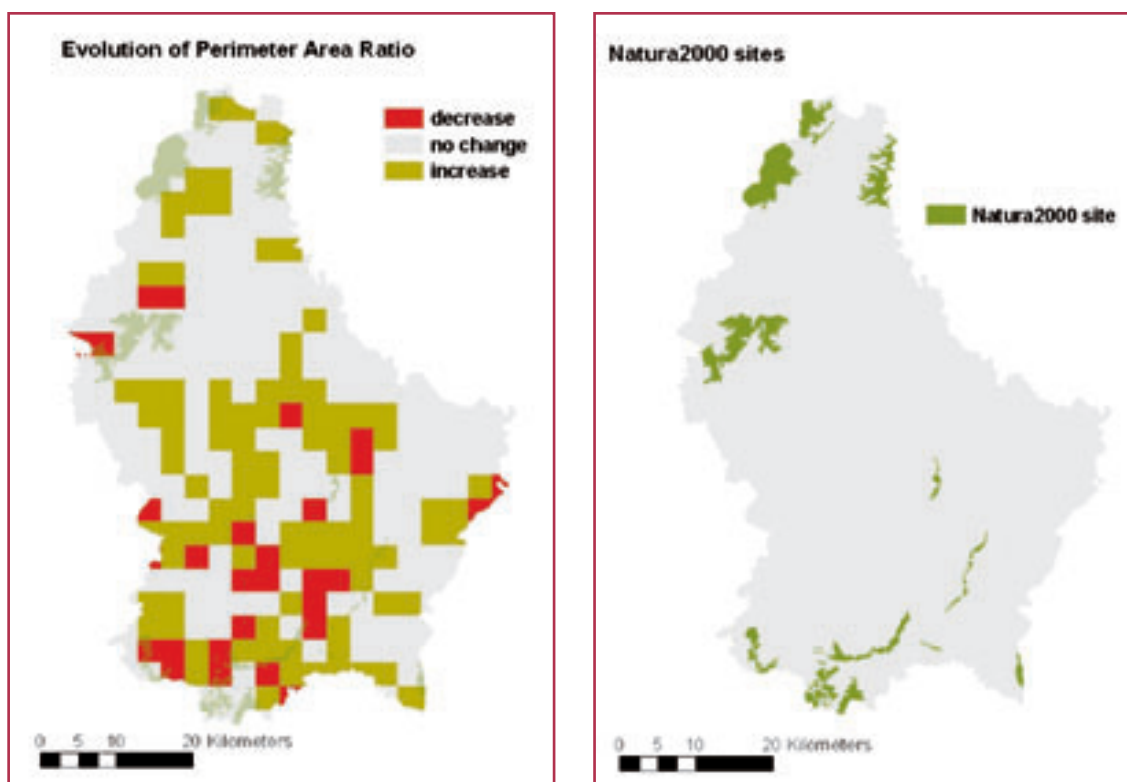 Evolution of Perimeter Area Ratio
decrease
no change
increase
0 5 10 20 Kilometers
Natura2000 sites
Natura2000 site
0 5 10 20 Kilometers